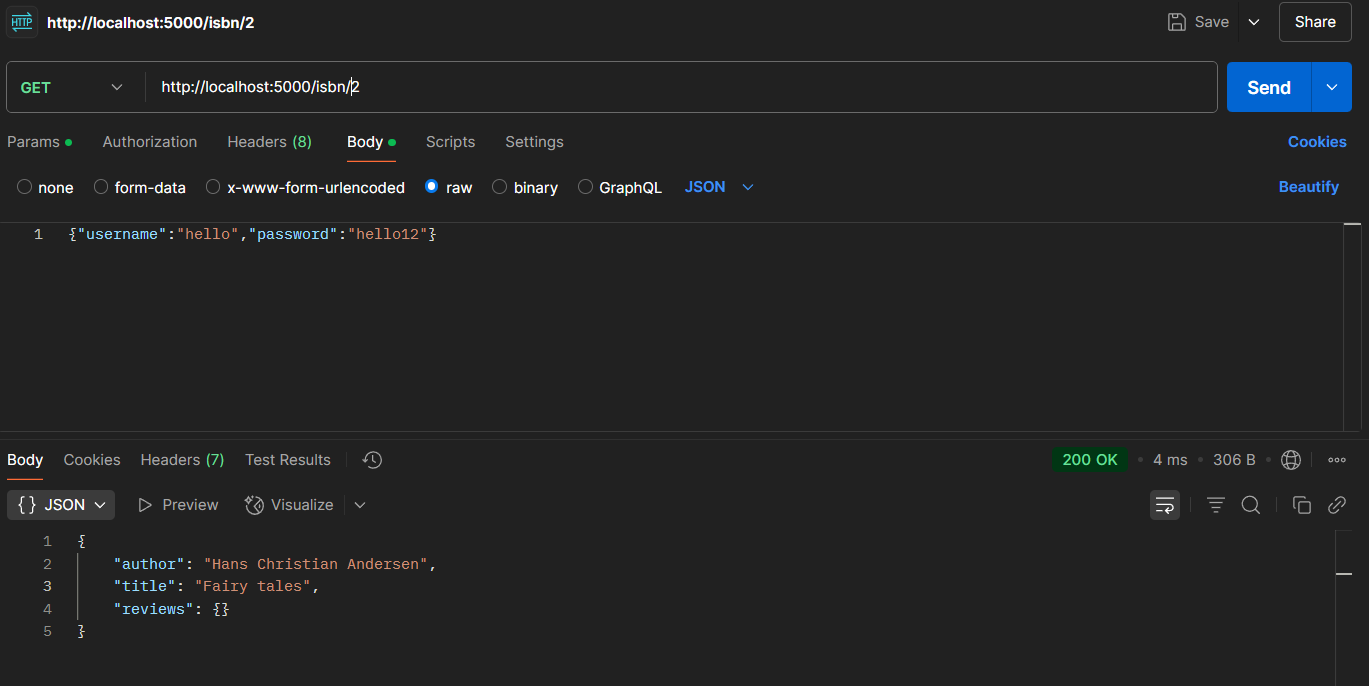 HTTP http://localhost:5000/isbn/2 Save Share
GET http://localhost:5000/isbn/2 Send
Params Authorization Headers (8) Body Scripts Settings Cookies
none form-data x-www-form-urlencoded raw binary GraphQL JSON Beautify
1 {"username":"hello","password":"hello12"}
Body Cookies Headers (7) Test Results 200 OK • 4 ms • 306 B •
{} JSON Preview Visualize
1 {
2 "author": "Hans Christian Andersen",
3 "title": "Fairy tales",
4 "reviews": {}
5 }